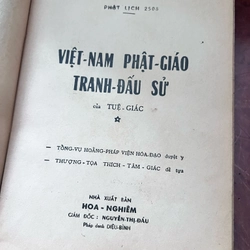 PHẬT LỊCH 2508
VIỆT-NAM PHẬT-GIÁO
TRANH-ĐẤU SỬ
của TUỆ-GIÁC
— TỔNG-VỤ HOẰNG-PHÁP VIỆN HÓA-ĐẠO duyệt y
— THƯỢNG-TỌA THÍCH-TÂM-GIÁC đề tựa
NHÀ XUẤT BẢN
HOA-NGHIÊM
GIÁM ĐỐC: NGUYỄN-THỊ-DẦU
Pháp danh DIỆU-BÌNH